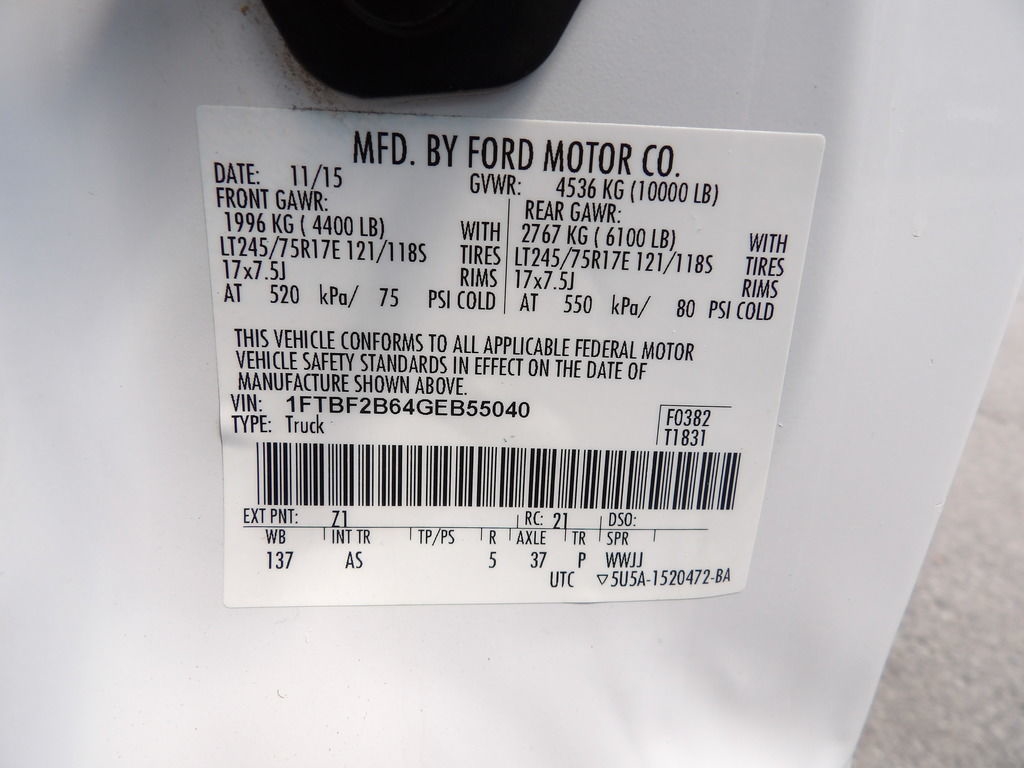 MFD. BY FORD MOTOR CO.
DATE: 11/15 GVWR: 4536 KG (10000 LB)
FRONT GAWR: REAR GAWR:
1996 KG ( 4400 LB) WITH 2767 KG ( 6100 LB) WITH
LT245/75R17E 121/118S TIRES LT245/75R17E 121/118S TIRES
17x7.5J RIMS 17x7.5J RIMS
AT 520 kPa/ 75 PSI COLD AT 550 kPa/ 80 PSI COLD
THIS VEHICLE CONFORMS TO ALL APPLICABLE FEDERAL MOTOR
VEHICLE SAFETY STANDARDS IN EFFECT ON THE DATE OF
MANUFACTURE SHOWN ABOVE.
VIN: 1FTBF2B64GEB55040 F0382
TYPE: Truck T1831
EXT PNT: Z1 RC: 21 DSO:
WB INT TR TP/PS R AXLE TR SPR
137 AS 5 37 P WWJJ
UTC ▽5U5A-1520472-BA